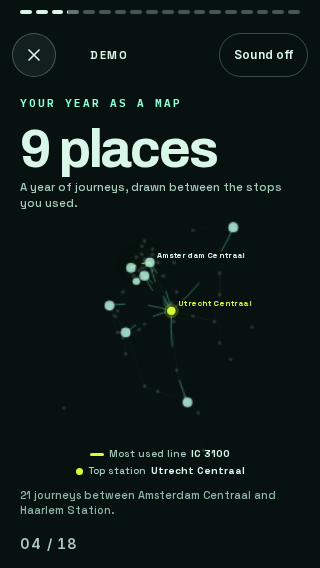 DEMO
Sound off
YOUR YEAR AS A MAP
9 places
A year of journeys, drawn between the stops
you used.
Amsterdam Centraal
Utrecht Centraal
Most used line IC 3100
Top station Utrecht Centraal
21 journeys between Amsterdam Centraal and
Haarlem Station.
04 / 18